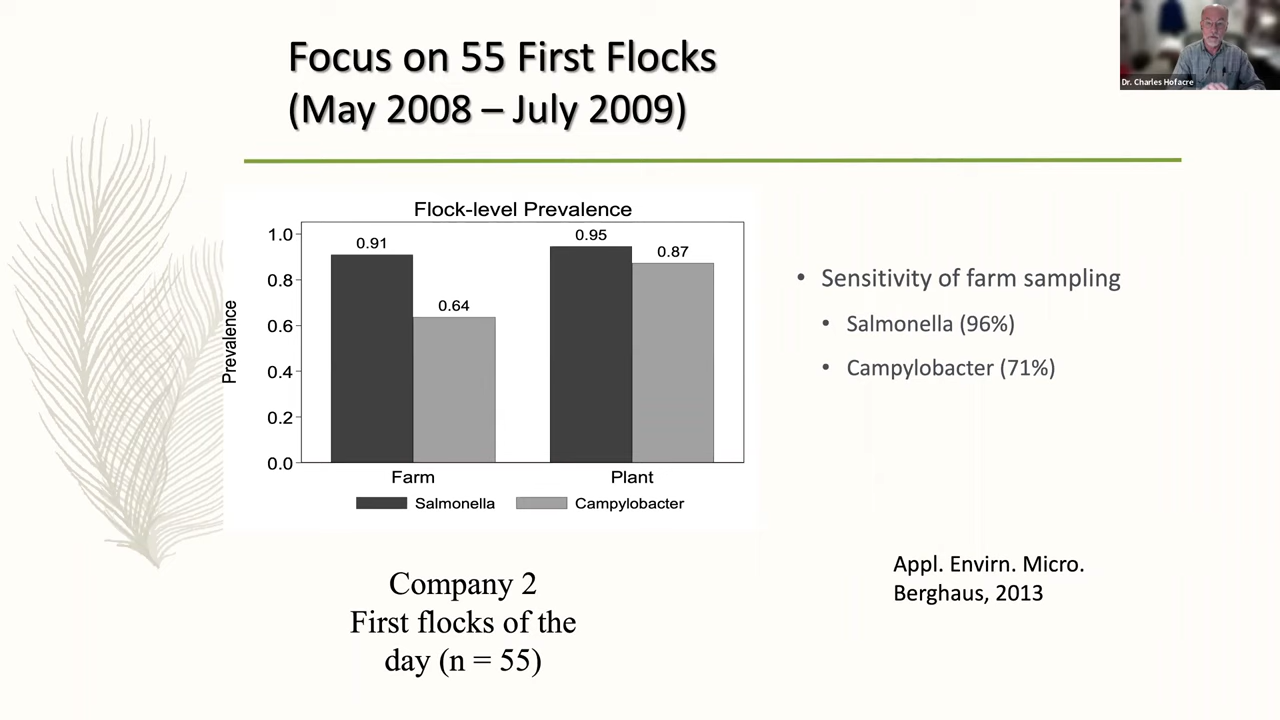 Focus on 55 First Flocks
(May 2008 – July 2009)
Dr. Charles Hofacre
Flock-level Prevalence
Prevalence
1.0
0.8
0.6
0.4
0.2
0.0
0.91
0.64
0.95
0.87
Farm
Plant
Salmonella
Campylobacter
• Sensitivity of farm sampling
• Salmonella (96%)
• Campylobacter (71%)
Company 2
First flocks of the
day (n = 55)
Appl. Envirn. Micro.
Berghaus, 2013